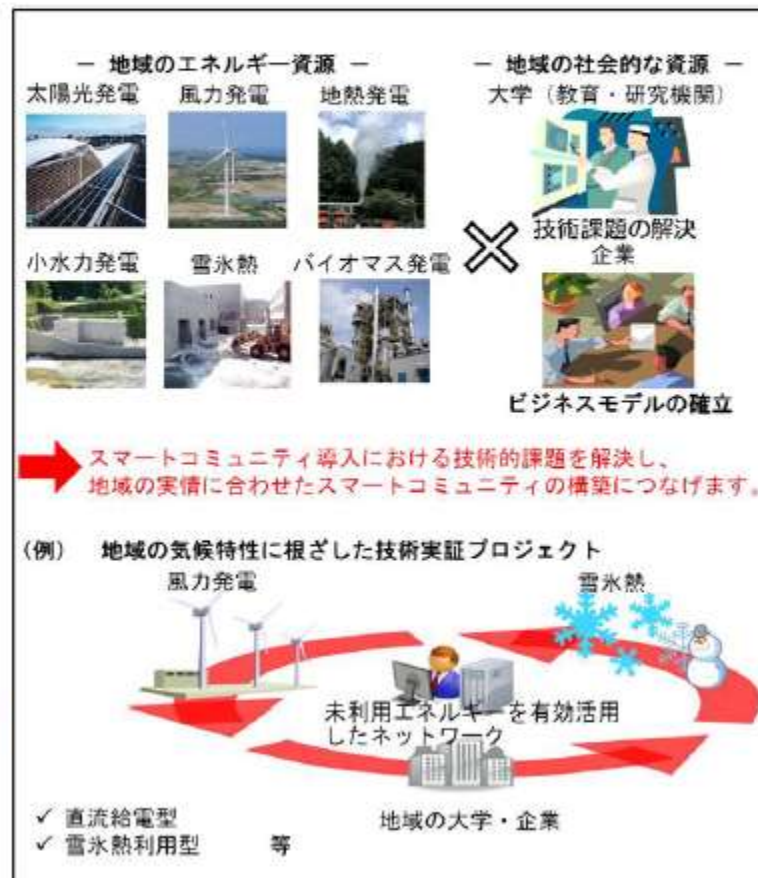 ― 地域のエネルギー資源 ―
太陽光発電 風力発電 地熱発電
小水力発電 雪氷熱 バイオマス発電
― 地域の社会的な資源 ―
大学（教育・研究機関）
技術課題の解決
企業
ビジネスモデルの確立
スマートコミュニティ導入における技術的課題を解決し、
地域の実情に合わせたスマートコミュニティの構築につなげます。
（例） 地域の気候特性に根ざした技術実証プロジェクト
風力発電 雪氷熱
未利用エネルギーを有効活用
したネットワーク
地域の大学・企業
✓ 直流給電型
✓ 雪氷熱利用型 等